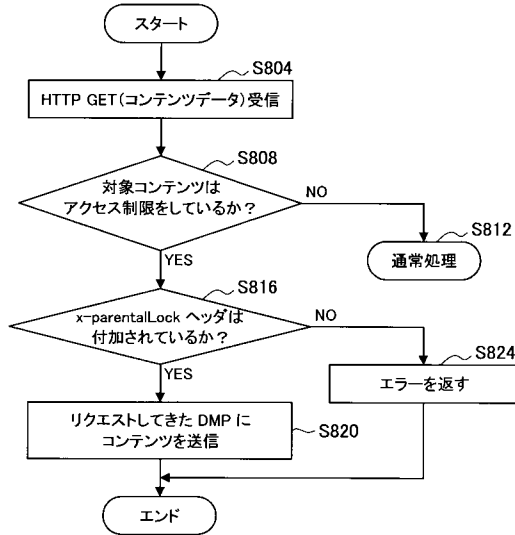 スタート
S804
HTTP GET(コンテンツデータ)受信
S808
対象コンテンツは
アクセス制限をしているか?
NO
S812
通常処理
YES
S816
x-parentalLock ヘッダは
付加されているか?
NO
S824
エラーを返す
YES
リクエストしてきた DMP に
コンテンツを送信
S820
エンド